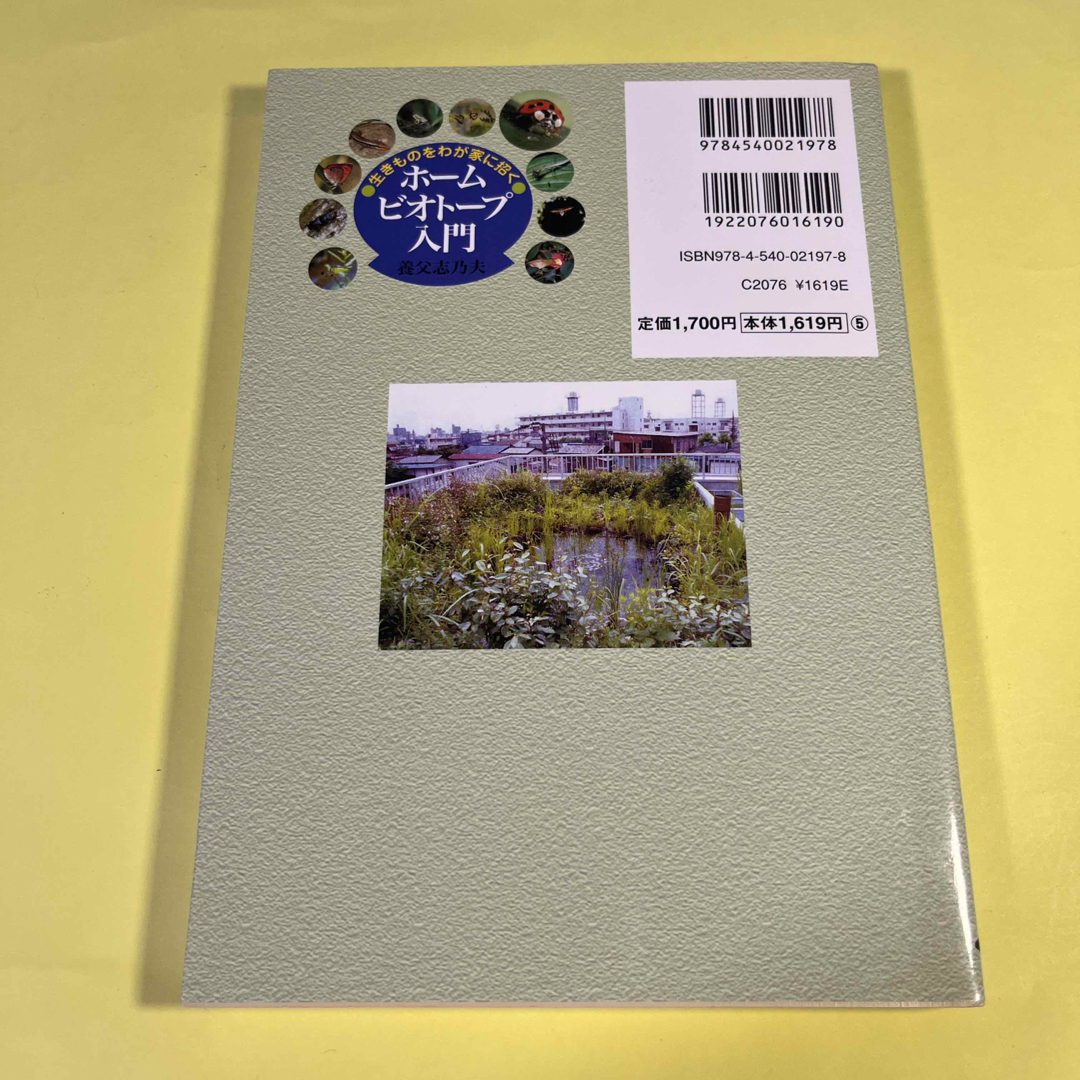 生きものをわが家に招く
ホーム
ビオトープ
入門
養父志乃夫
9784540021978
1922076016190
ISBN978-4-540-02197-8
C2076 ¥1619E
定価1,700円 本体1,619円 ⑤